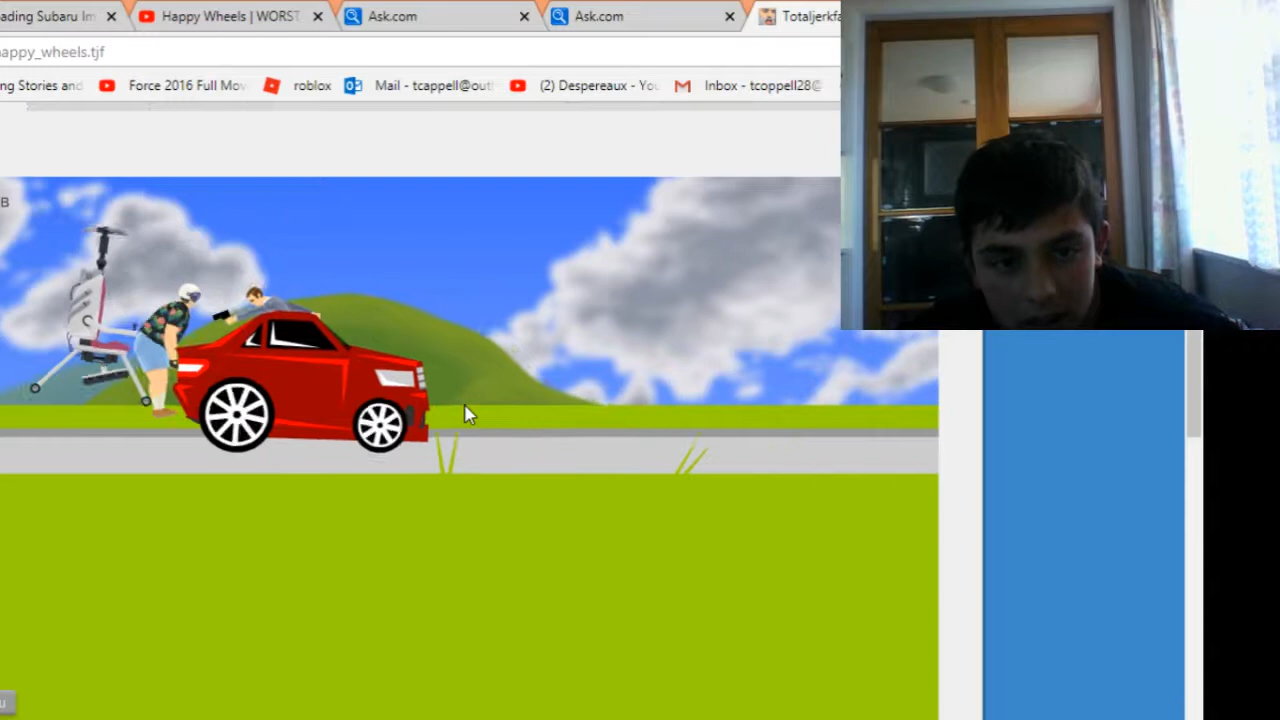 ading Subaru Im
Happy Wheels | WORST
Ask.com
Ask.com
Totaljerkfa
appy_wheels.tjf
ng Stories and
Force 2016 Full Mov
roblox
Mail - tcappell@out
(2) Despereaux - You
Inbox - tcoppell28@
B
u